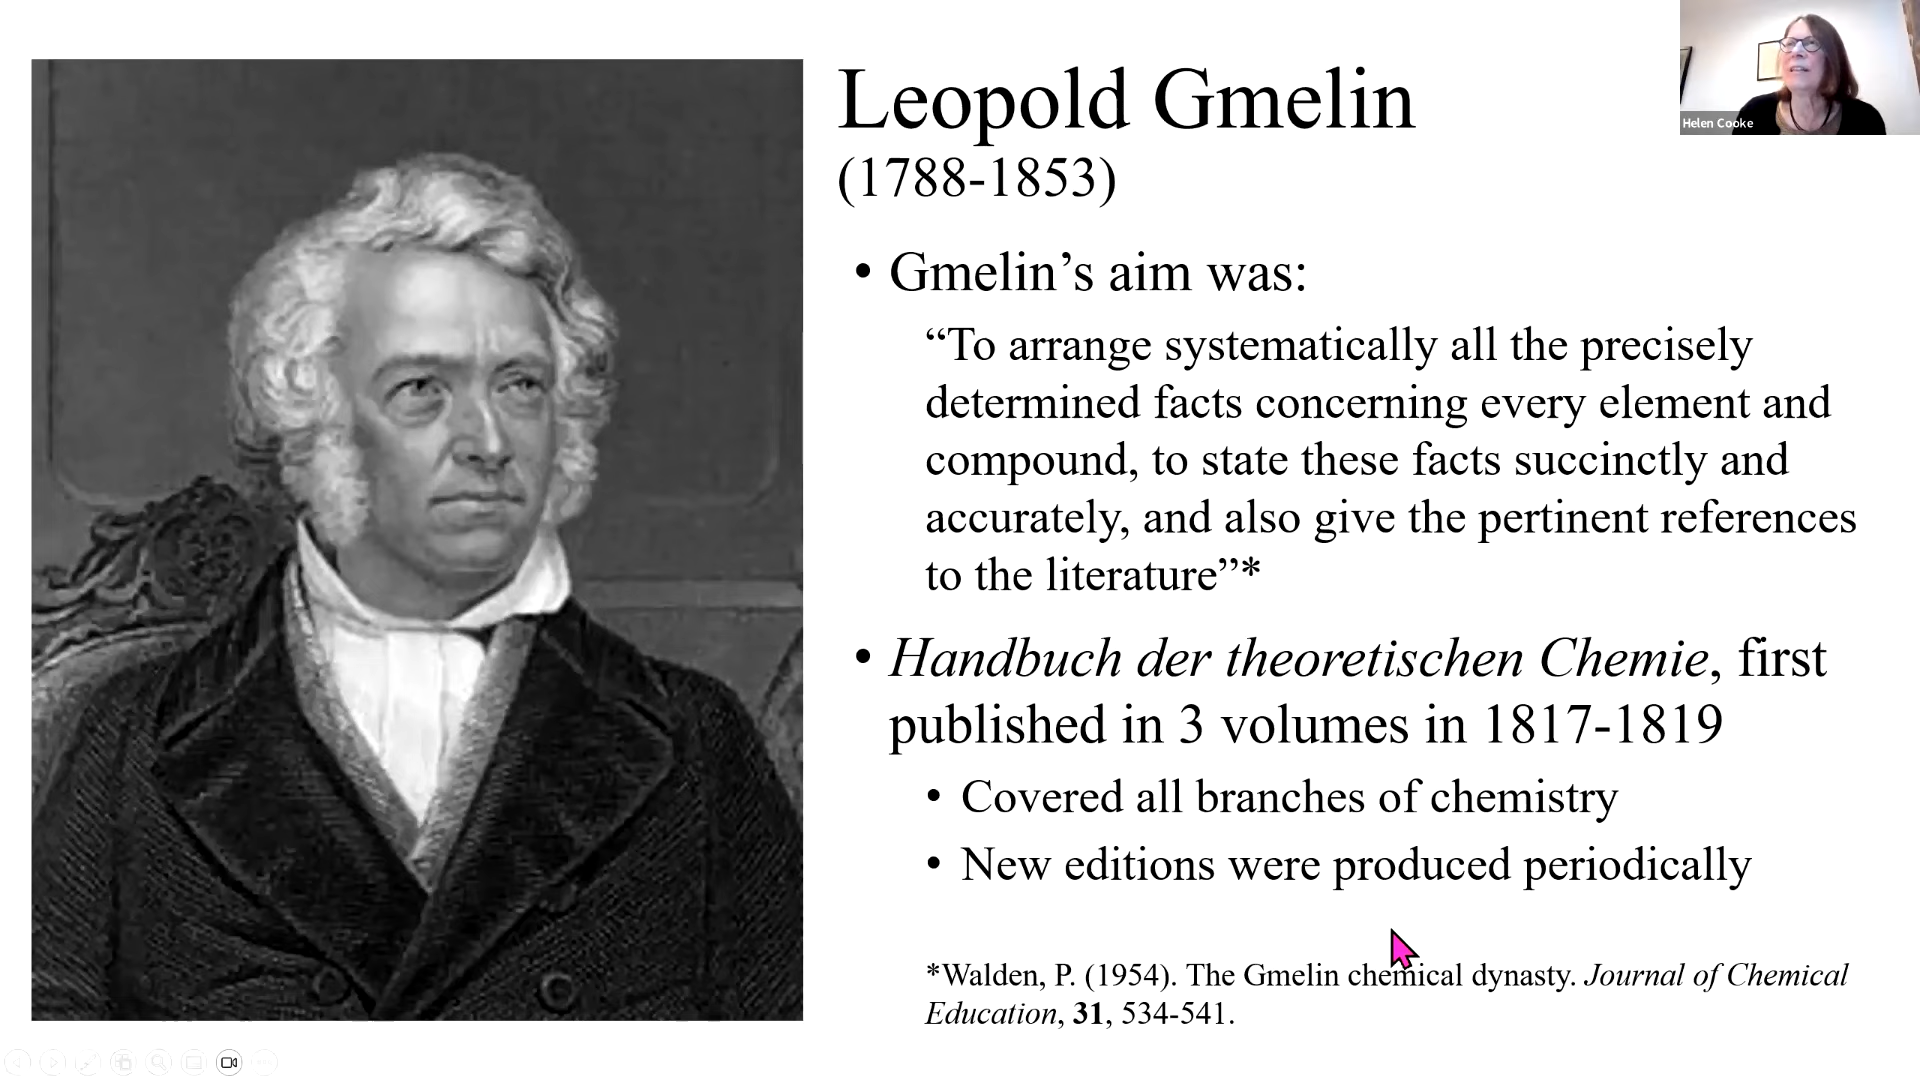 Leopold Gmelin
(1788-1853)
Helen Cooke
• Gmelin’s aim was:
“To arrange systematically all the precisely
determined facts concerning every element and
compound, to state these facts succinctly and
accurately, and also give the pertinent references
to the literature”*
• Handbuch der theoretischen Chemie, first
published in 3 volumes in 1817-1819
• Covered all branches of chemistry
• New editions were produced periodically
*Walden, P. (1954). The Gmelin chemical dynasty. Journal of Chemical
Education, 31, 534-541.